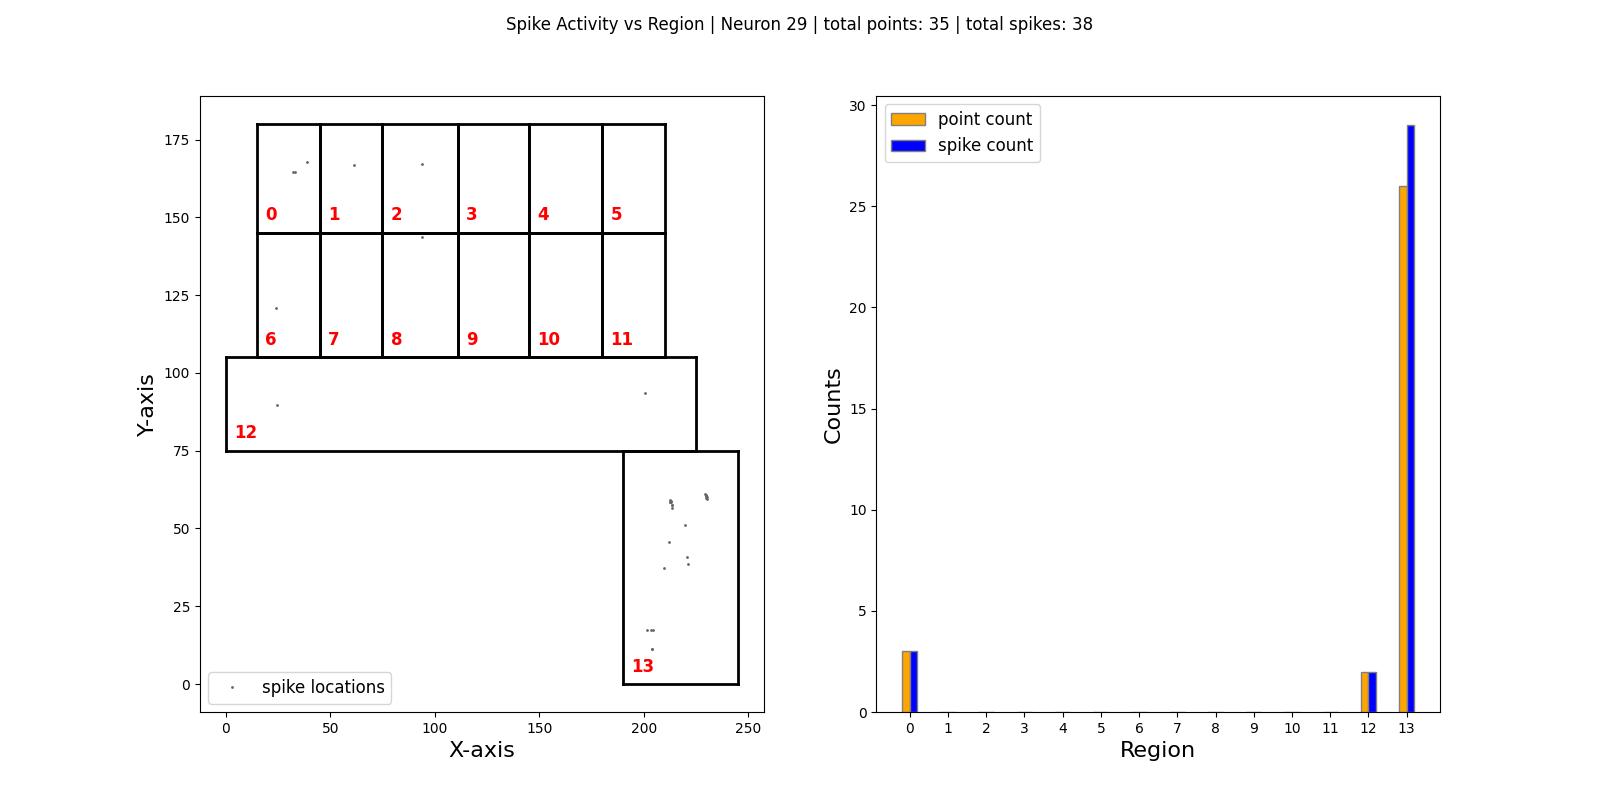 Spike Activity vs Region | Neuron 29 | total points: 35 | total spikes: 38
175
150
125
100
75
50
25
0
Y-axis
0 1 2 3 4 5
6 7 8 9 10 11
12
13
spike locations
0 50 100 150 200 250
X-axis
30
25
20
15
10
5
0
Counts
point count
spike count
0 1 2 3 4 5 6 7 8 9 10 11 12 13
Region